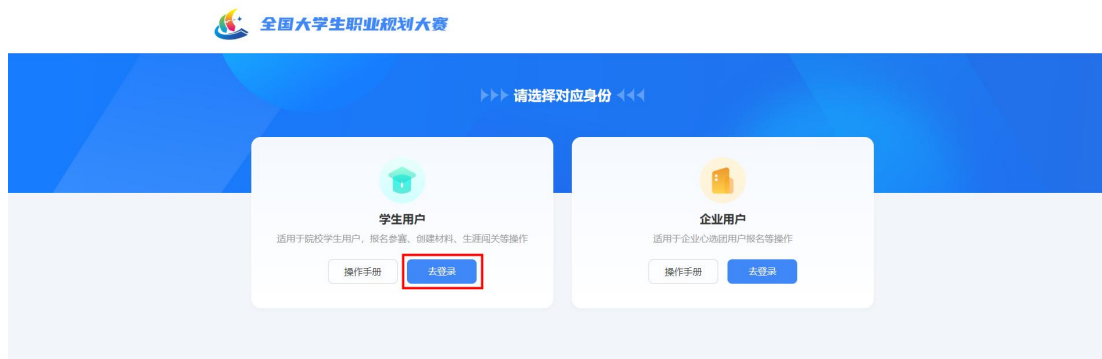 全国大学生职业规划大赛
请选择对应身份
学生用户
适用于院校学生用户，报名参赛、创建材料、生涯闯关等操作
操作手册
去登录
企业用户
适用于企业心选团用户报名等操作
操作手册
去登录